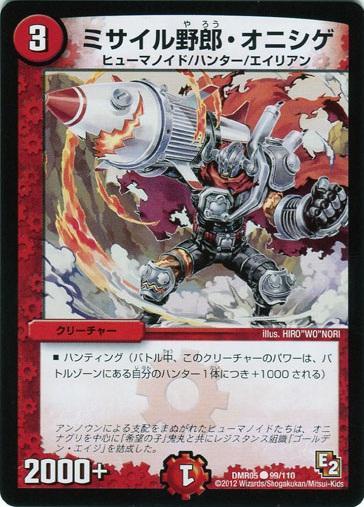 3
やろう
ミサイル野郎・オニシゲ
ヒューマノイド/ハンター/エイリアン
illus. HIRO"WO"NORI
クリーチャー
■ ハンティング(バトル中、このクリーチャーのパワーは、バ
トルゾーンにある自分のハンター1体につき+1000される)
アンノウンによる支配をまぬがれたヒューマノイドたちは、オニ
ナグリを中心に「希望の子」鬼丸と共にレジスタンス組織「ゴールデ
ン・エイジ」を結成した。
2000+
1
E2
DMR05 C 99/110
©2012 Wizards/Shogakukan/Mitsui-Kids